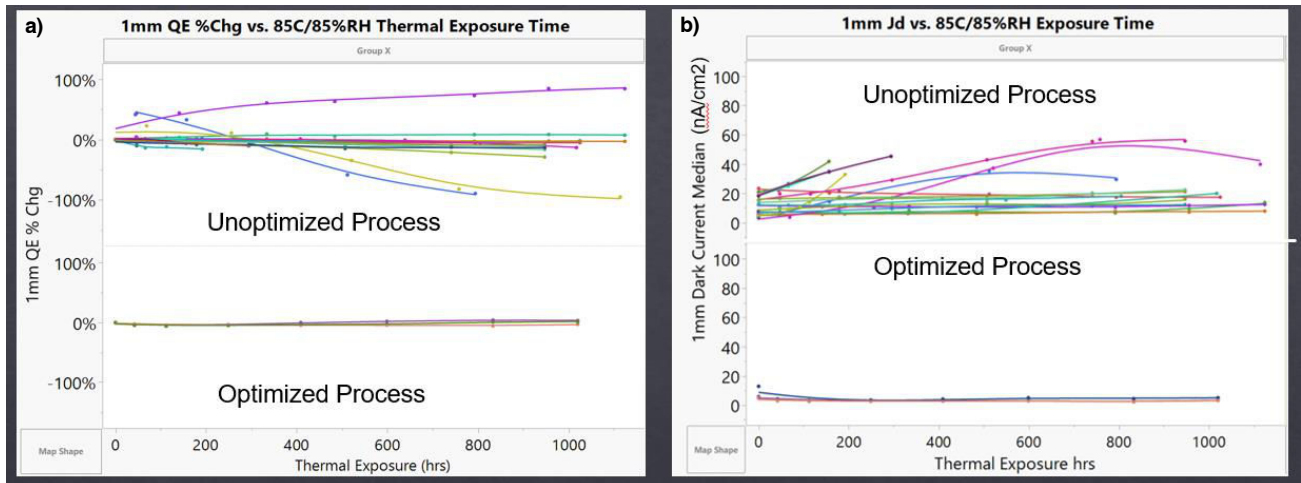 a)
1mm QE %Chg vs. 85C/85%RH Thermal Exposure Time
Group X
1mm QE % Chg
100%
0%
-100%
Unoptimized Process
100%
0%
-100%
Optimized Process
0 200 400 600 800 1000
Thermal Exposure (hrs)
Map Shape
b)
1mm Jd vs. 85C/85%RH Exposure Time
Group X
1mm Dark Current Median (nA/cm2)
100
80
60
40
20
0
Unoptimized Process
100
80
60
40
20
0
Optimized Process
0 200 400 600 800 1000
Thermal Exposure hrs
Map Shape